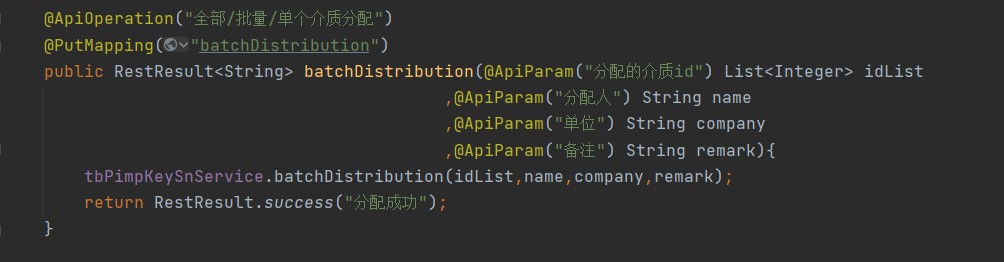 @ApiOperation("全部/批量/单个介质分配")
@PutMapping("batchDistribution")
public RestResult<String> batchDistribution(@ApiParam("分配的介质id") List<Integer> idList
,@ApiParam("分配人") String name
,@ApiParam("单位") String company
,@ApiParam("备注") String remark){
tbPimpKeySnService.batchDistribution(idList,name,company,remark);
return RestResult.success("分配成功");
}